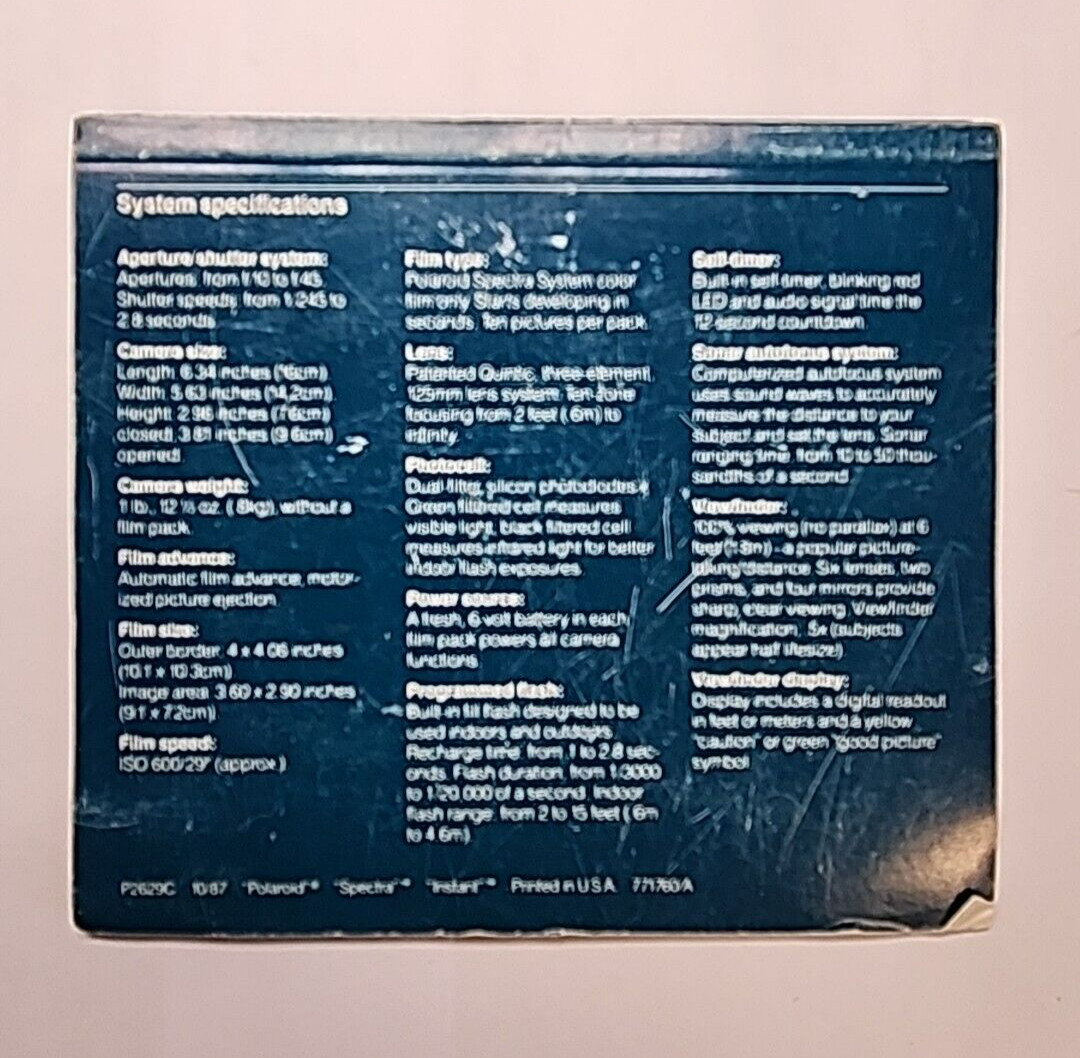 System specifications
Aperture/shutter system:
Apertures, from f/10 to f/45.
Shutter speeds, from 1/245 to
2.8 seconds.
Camera size:
Length: 6.34 inches (16cm)
Width: 5.63 inches (14.2cm)
Height: 2.96 inches (7.6cm)
closed; 3.81 inches (9.6cm)
opened.
Camera weight:
1 lb., 12 oz. (.8kg), without a
film pack.
Film advance:
Automatic film advance, motor-
ized picture ejection.
Film size:
Outer border: 4 x 4.06 inches
(10.1 x 10.3cm)
Image area: 3.60 x 2.90 inches
(9.1 x 7.2cm)
Film speed:
ISO 600/29° (approx.)
Film type:
Polaroid Spectra System color
film only. Starts developing in
seconds. Ten pictures per pack.
Lens:
Patented Quintic, three-element,
125mm lens system. Ten-zone
focusing from 2 feet (.6m) to
infinity.
Photocell:
Dual-filter, silicon photodiodes.
Green filtered cell measures
visible light, black filtered cell
measures infrared light for better
indoor flash exposures.
Power source:
A fresh, 6-volt battery in each
film pack powers all camera
functions.
Programmed flash:
Built-in fill flash designed to be
used indoors and outdoors.
Recharge time: from .1 to 2.8 sec-
onds. Flash duration, from 1/3000
to 1/20,000 of a second. Indoor
flash range: from 2 to 15 feet (.6m
to 4.6m).
Self-timer:
Built-in self-timer, blinking red
LED and audio signal time the
12-second countdown.
Sonar autofocus system:
Computerized autofocus system
uses sound waves to accurately
measure the distance to your
subject and set the lens. Sonar
ranging time, from 10 to 50 thou-
sandths of a second.
Viewfinder:
100% viewing (no parallax) at 6
feet (1.8m) - a popular picture-
taking distance. Six lenses, two
prisms, and four mirrors provide
sharp, clear viewing. Viewfinder
magnification, .5x (subjects
appear half lifesize).
Viewfinder display:
Display includes a digital readout
in feet or meters and a yellow
"caution" or green "good picture"
symbol.
P2629C 10/87 "Polaroid"® "Spectra"® "Instant"® Printed in U.S.A. 771760/A